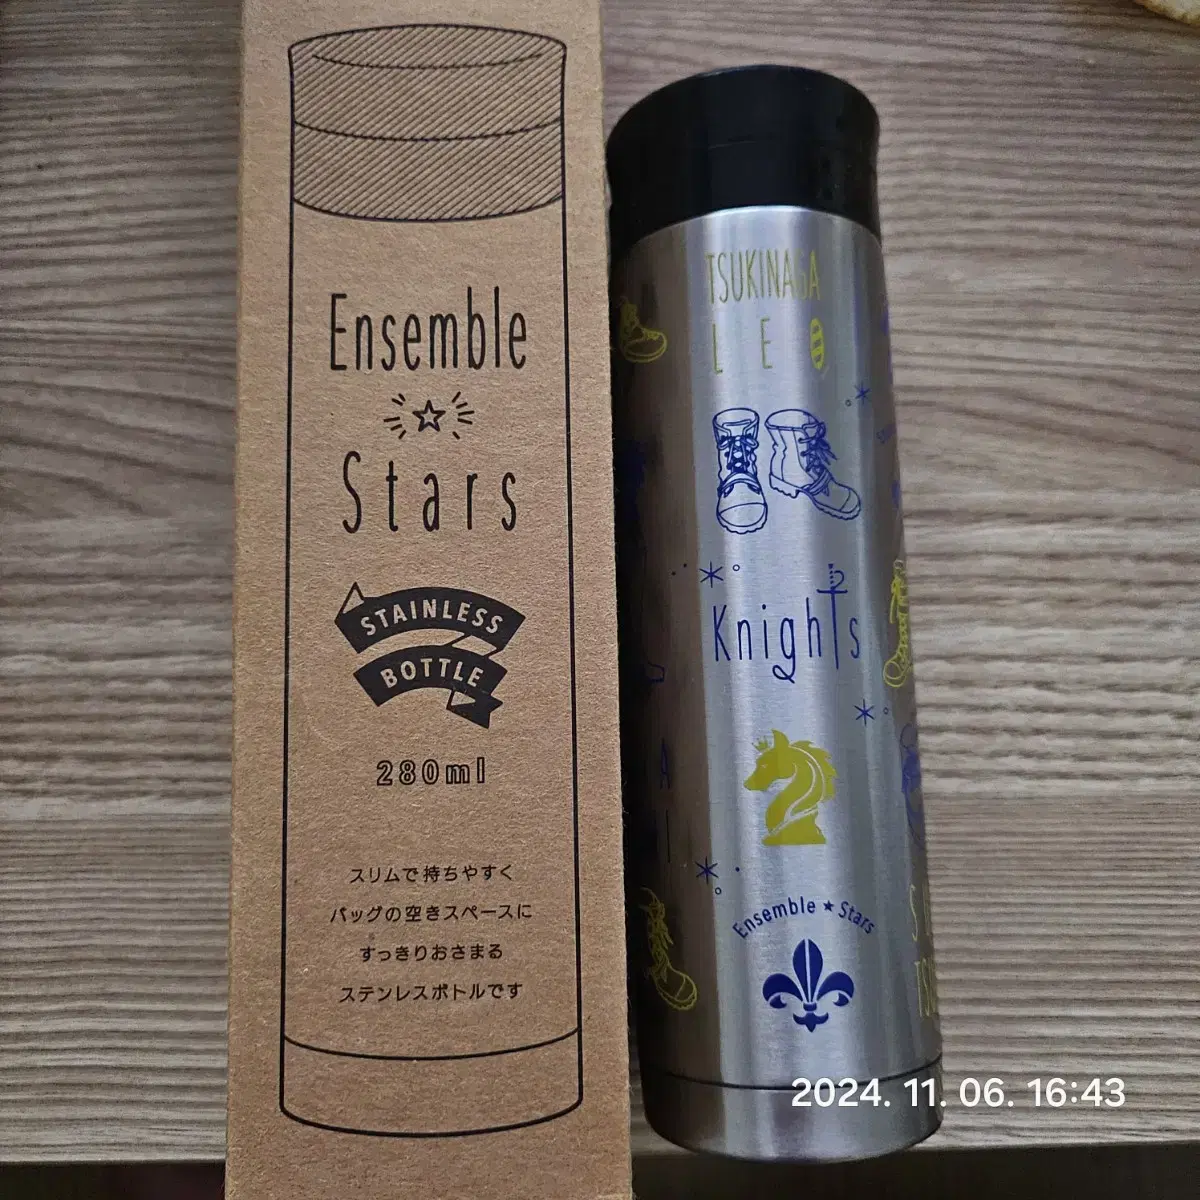 Ensemble
Stars
STAINLESS
BOTTLE
280ml
スリムで持ちやすく
バッグの空きスペースに
すっきりおさまる
ステンレスボトルです
TSUKINAGA
LEO
Knights
Ensemble★Stars
2024. 11. 06. 16:43